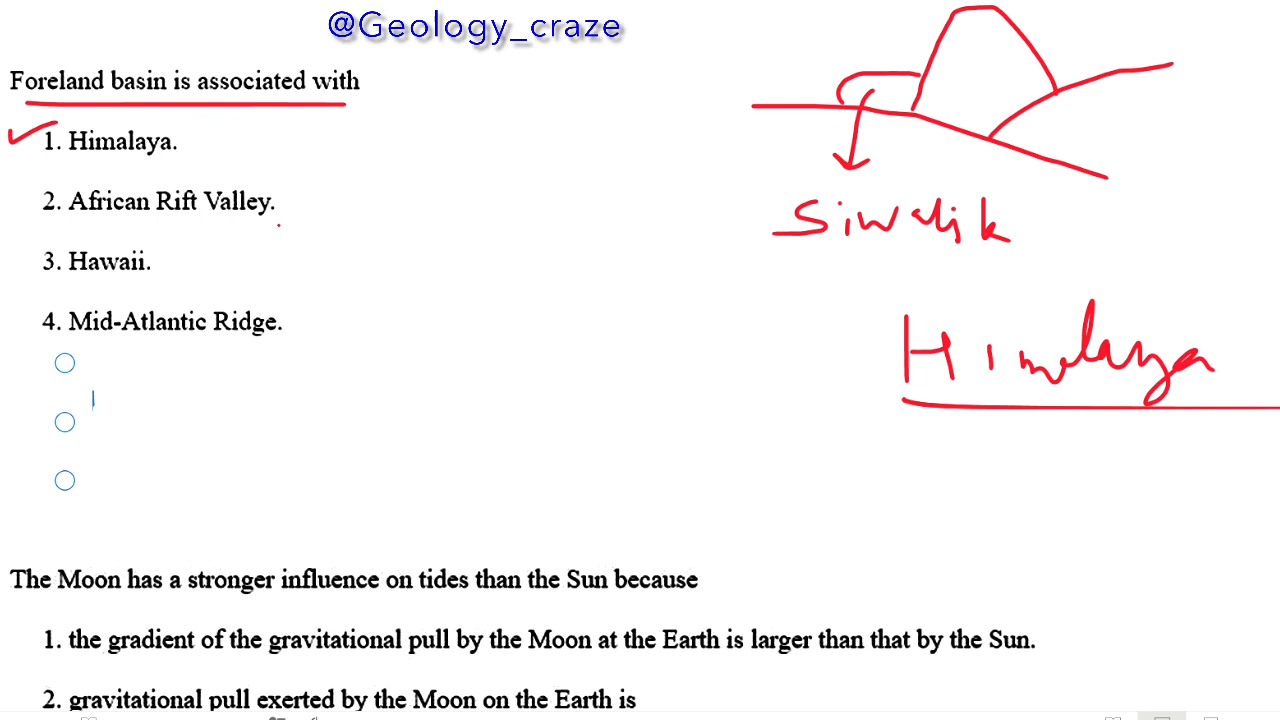 @Geology_craze
Foreland basin is associated with
1. Himalaya.
2. African Rift Valley.
3. Hawaii.
4. Mid-Atlantic Ridge.
Siwalik
Himalaya
The Moon has a stronger influence on tides than the Sun because
1. the gradient of the gravitational pull by the Moon at the Earth is larger than that by the Sun.
2. gravitational pull exerted by the Moon on the Earth is